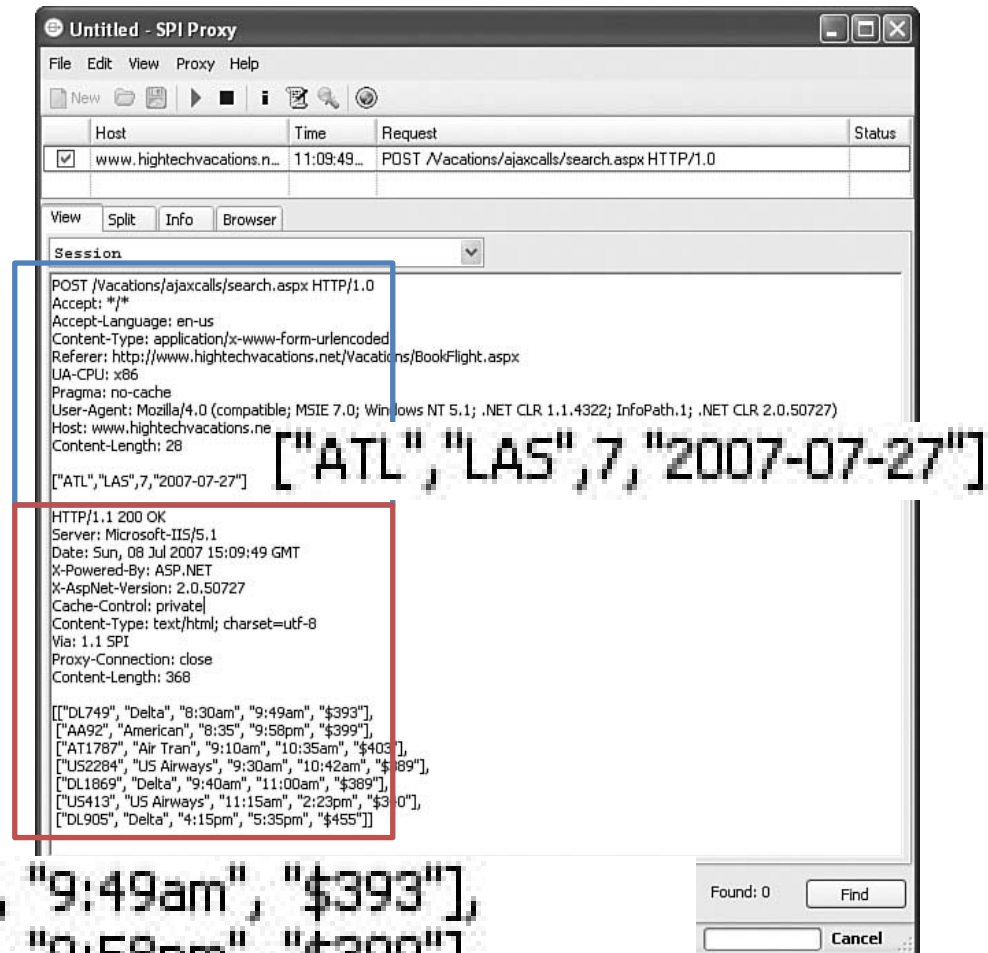 Untitled - SPI Proxy
File Edit View Proxy Help
New
Host Time Request Status
www.hightechvacations.n... 11:09:49... POST /Vacations/ajaxcalls/search.aspx HTTP/1.0
View Split Info Browser
Session
POST /Vacations/ajaxcalls/search.aspx HTTP/1.0
Accept: */*
Accept-Language: en-us
Content-Type: application/x-www-form-urlencoded
Referer: http://www.hightechvacations.net/Vacations/BookFlight.aspx
UA-CPU: x86
Pragma: no-cache
User-Agent: Mozilla/4.0 (compatible; MSIE 7.0; Windows NT 5.1; .NET CLR 1.1.4322; InfoPath.1; .NET CLR 2.0.50727)
Host: www.hightechvacations.ne
Content-Length: 28
["ATL","LAS",7,"2007-07-27"]
["ATL","LAS",7,"2007-07-27"]
HTTP/1.1 200 OK
Server: Microsoft-IIS/5.1
Date: Sun, 08 Jul 2007 15:09:49 GMT
X-Powered-By: ASP.NET
X-AspNet-Version: 2.0.50727
Cache-Control: private
Content-Type: text/html; charset=utf-8
Via: 1.1 SPI
Proxy-Connection: close
Content-Length: 368
[["DL749", "Delta", "8:30am", "9:49am", "$393"],
["AA92", "American", "8:35", "9:58pm", "$399"],
["AT1787", "Air Tran", "9:10am", "10:35am", "$403"],
["US2284", "US Airways", "9:30am", "10:42am", "$389"],
["DL1869", "Delta", "9:40am", "11:00am", "$389"],
["US413", "US Airways", "11:15am", "2:23pm",
["DL905", "Delta", "4:15pm", "5:35pm", "$455"]]
, "9:49am", "$393"],
"9:58pm", "$399"]
Found: 0 Find
Cancel